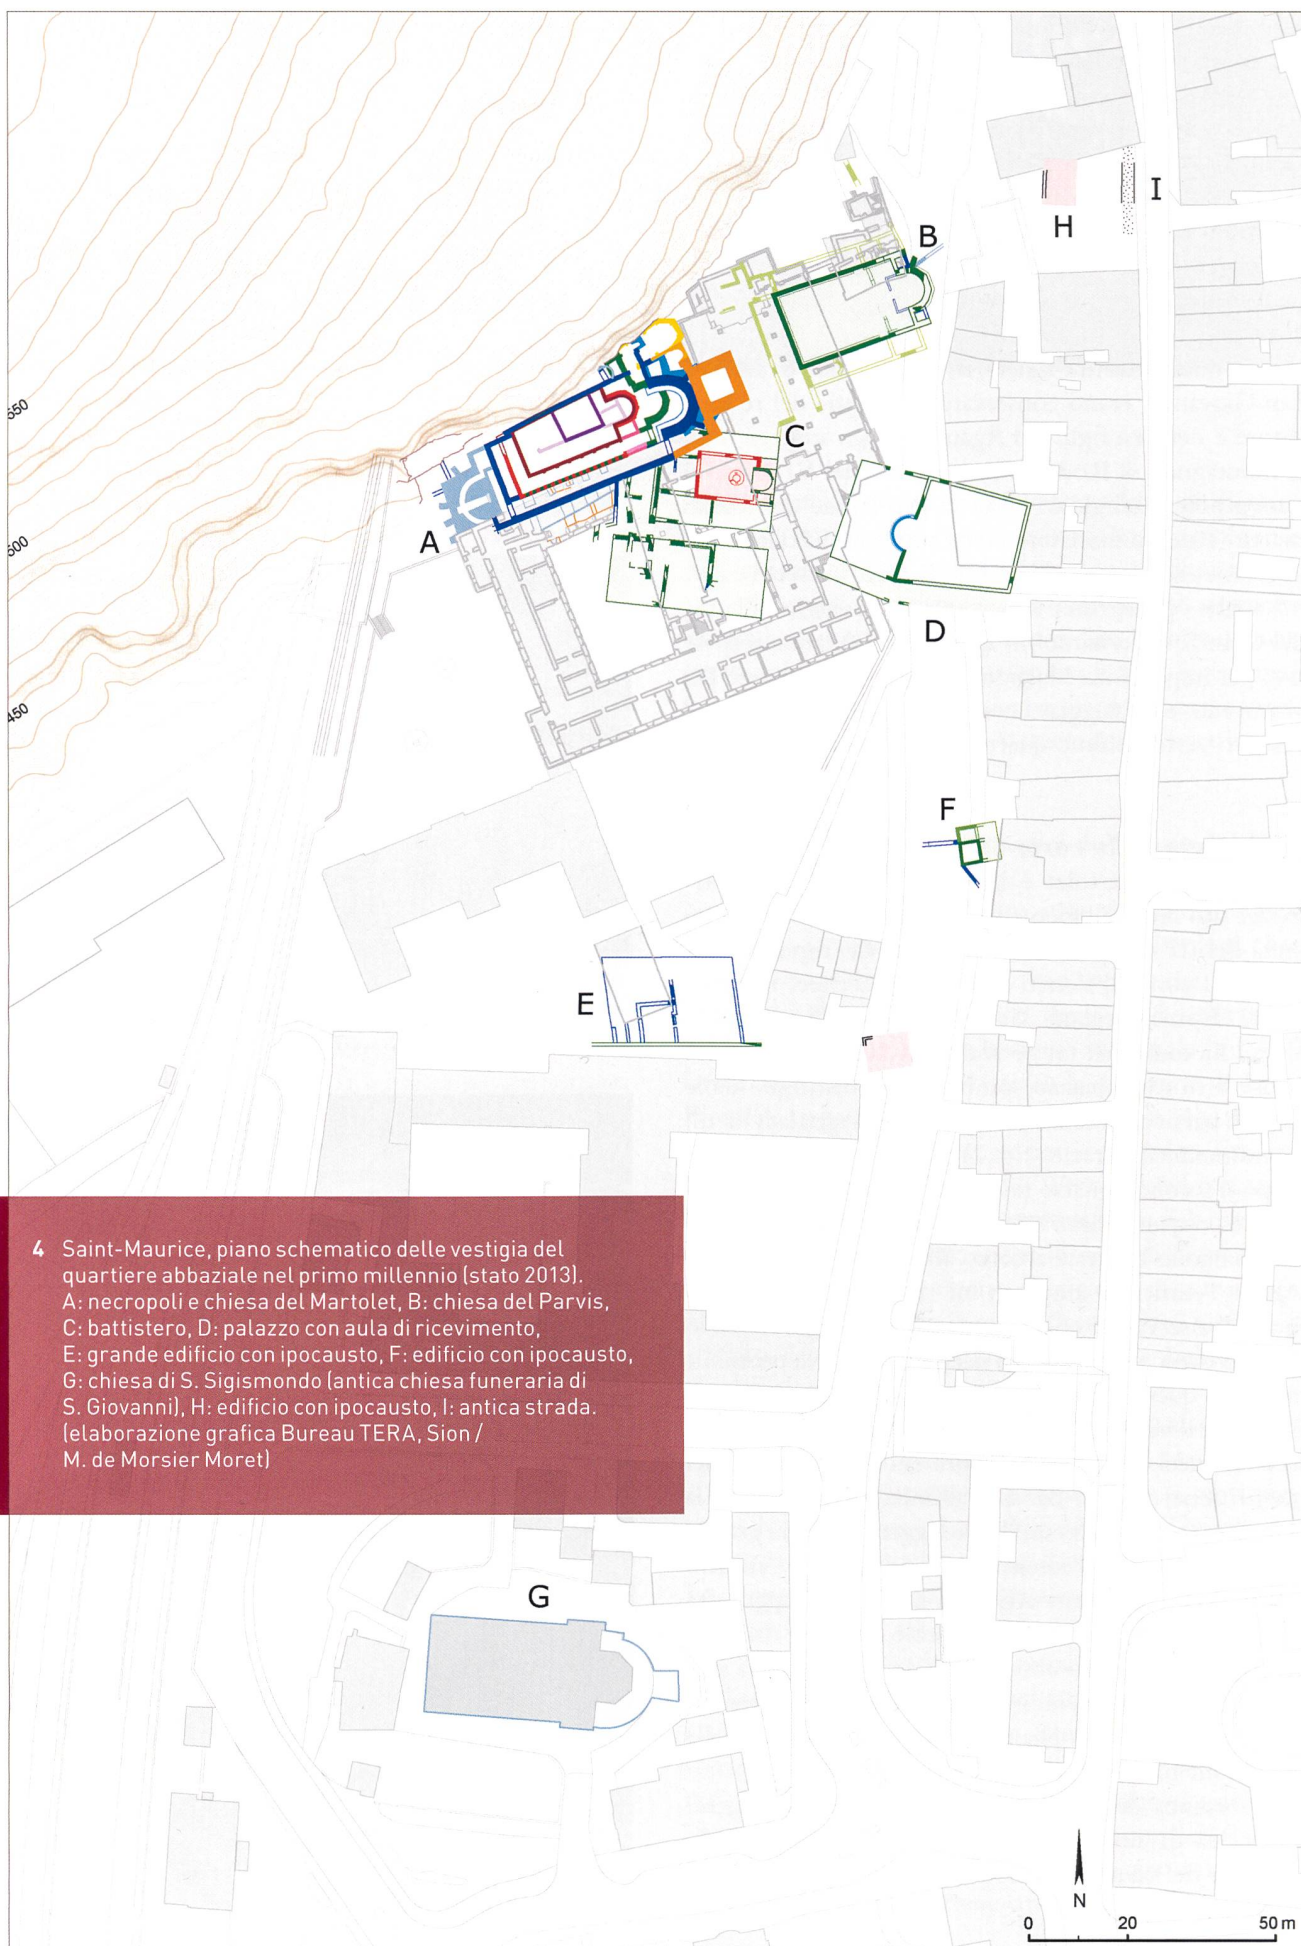 I
H
B
550
C
A
500
D
450
F
E
4 Saint-Maurice, piano schematico delle vestigia del
quartiere abbaziale nel primo millennio (stato 2013).
A: necropoli e chiesa del Martolet, B: chiesa del Parvis,
C: battistero, D: palazzo con aula di ricevimento,
E: grande edificio con ipocausto, F: edificio con ipocausto,
G: chiesa di S. Sigismondo (antica chiesa funeraria di
S. Giovanni), H: edificio con ipocausto, I: antica strada.
(elaborazione grafica Bureau TERA, Sion /
M. de Morsier Moret)
G
N
0 20 50 m